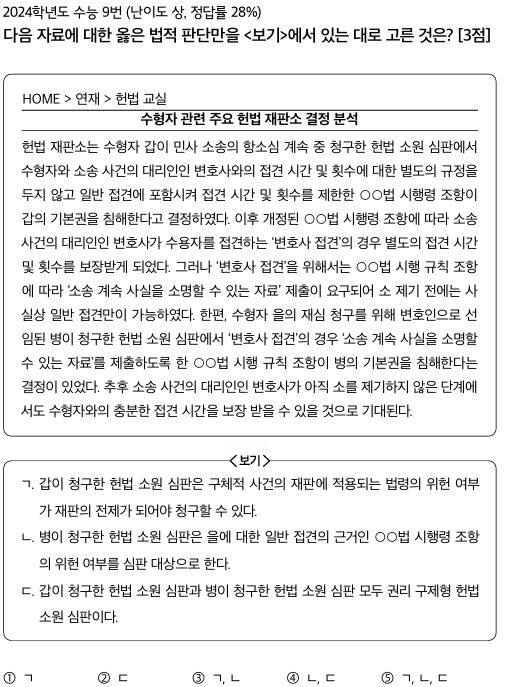 2024학년도 수능 9번 (난이도 상, 정답률 28%)
다음 자료에 대한 옳은 법적 판단만을 <보기>에서 있는 대로 고른 것은? [3점]
HOME > 연재 > 헌법 교실
수형자 관련 주요 헌법 재판소 결정 분석
헌법 재판소는 수형자 갑이 민사 소송의 항소심 계속 중 청구한 헌법 소원 심판에서
수형자와 소송 사건의 대리인인 변호사와의 접견 시간 및 횟수에 대한 별도의 규정을
두지 않고 일반 접견에 포함시켜 접견 시간 및 횟수를 제한한 ○○법 시행령 조항이
갑의 기본권을 침해한다고 결정하였다. 이후 개정된 ○○법 시행령 조항에 따라 소송
사건의 대리인인 변호사가 수용자를 접견하는 '변호사 접견'의 경우 별도의 접견 시간
및 횟수를 보장받게 되었다. 그러나 '변호사 접견'을 위해서는 ○○법 시행 규칙 조항
에 따라 '소송 계속 사실을 소명할 수 있는 자료' 제출이 요구되어 소 제기 전에는 사
실상 일반 접견만이 가능하였다. 한편, 수형자 을의 재심 청구를 위해 변호인으로 선
임된 병이 청구한 헌법 소원 심판에서 '변호사 접견'의 경우 '소송 계속 사실을 소명할
수 있는 자료'를 제출하도록 한 ○○법 시행 규칙 조항이 병의 기본권을 침해한다는
결정이 있었다. 추후 소송 사건의 대리인인 변호사가 아직 소를 제기하지 않은 단계에
서도 수형자와의 충분한 접견 시간을 보장 받을 수 있을 것으로 기대된다.
<보기>
ㄱ. 갑이 청구한 헌법 소원 심판은 구체적 사건의 재판에 적용되는 법령의 위헌 여부
가 재판의 전제가 되어야 청구할 수 있다.
ㄴ. 병이 청구한 헌법 소원 심판은 을에 대한 일반 접견의 근거인 ○○법 시행령 조항
의 위헌 여부를 심판 대상으로 한다.
ㄷ. 갑이 청구한 헌법 소원 심판과 병이 청구한 헌법 소원 심판 모두 권리 구제형 헌법
소원 심판이다.
① ㄱ ② ㄷ ③ ㄱ, ㄴ ④ ㄴ, ㄷ ⑤ ㄱ, ㄴ, ㄷ